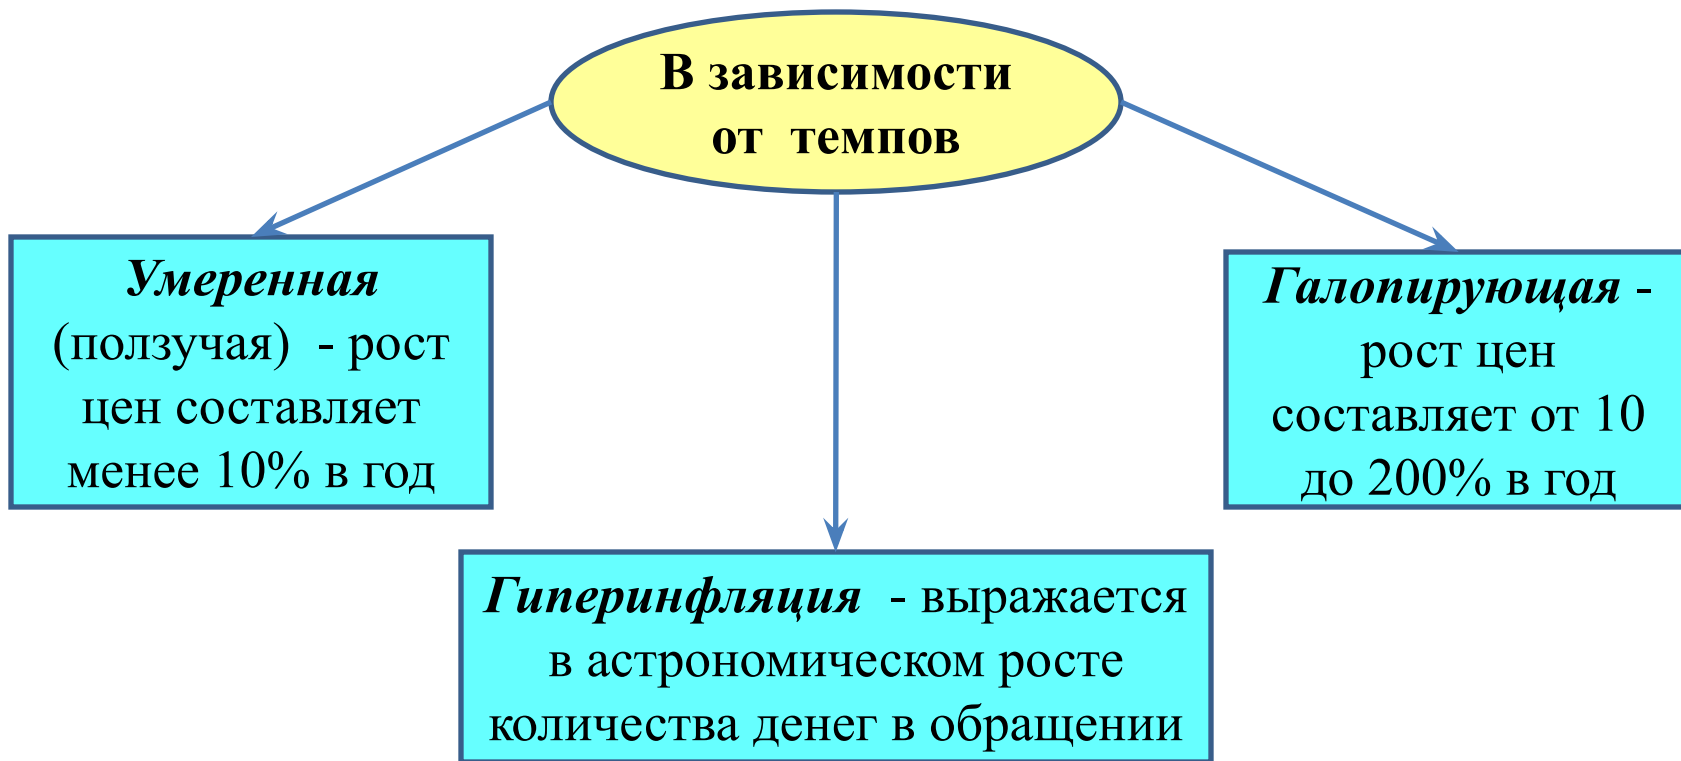 В зависимости
от темпов
Умеренная
(ползучая) - рост
цен составляет
менее 10% в год
Галопирующая -
рост цен
составляет от 10
до 200% в год
Гиперинфляция - выражается
в астрономическом росте
количества денег в обращении